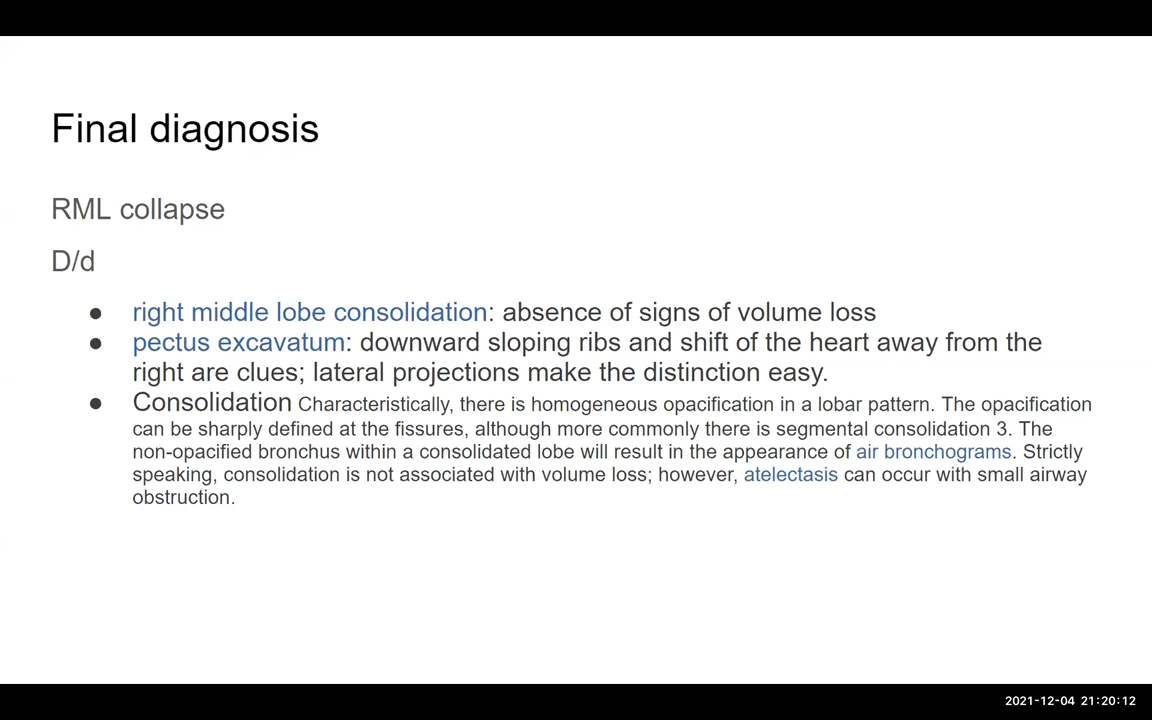 Final diagnosis
RML collapse
D/d
● right middle lobe consolidation: absence of signs of volume loss
● pectus excavatum: downward sloping ribs and shift of the heart away from the
right are clues; lateral projections make the distinction easy.
● Consolidation Characteristically, there is homogeneous opacification in a lobar pattern. The opacification
can be sharply defined at the fissures, although more commonly there is segmental consolidation 3. The
non-opacified bronchus within a consolidated lobe will result in the appearance of air bronchograms. Strictly
speaking, consolidation is not associated with volume loss; however, atelectasis can occur with small airway
obstruction.
2021-12-04 21:20:12